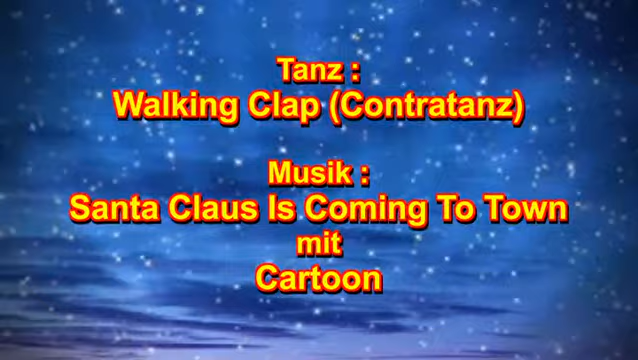 Tanz :
Walking Clap (Contratanz)
Musik :
Santa Claus Is Coming To Town
mit
Cartoon